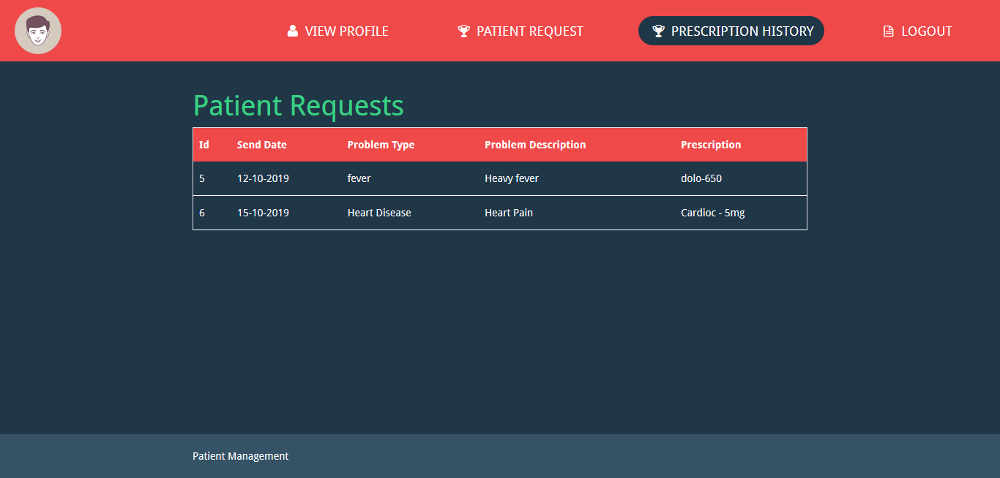 VIEW PROFILE PATIENT REQUEST PRESCRIPTION HISTORY LOGOUT
Patient Requests
Id Send Date Problem Type Problem Description Prescription
5 12-10-2019 fever Heavy fever dolo-650
6 15-10-2019 Heart Disease Heart Pain Cardioc - 5mg
Patient Management